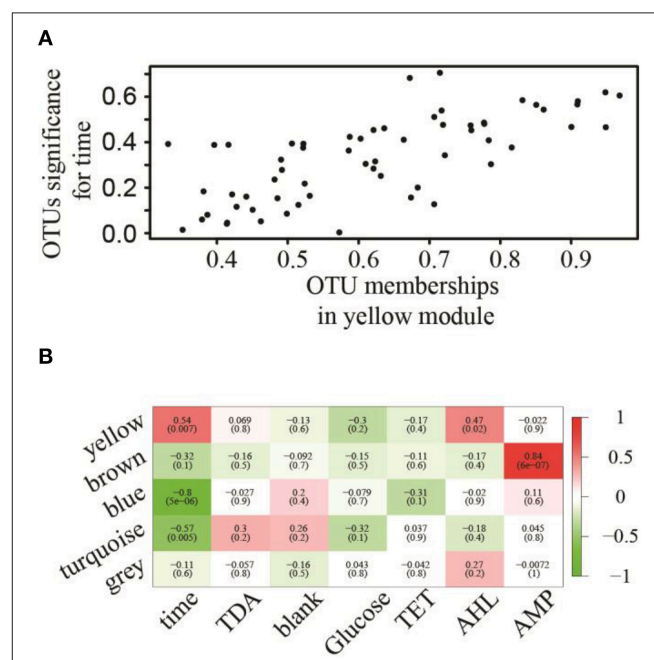 A
OTUs significance
for time
0.6
0.4
0.2
0.0
0.4 0.5 0.6 0.7 0.8 0.9
OTU memberships
in yellow module
B
yellow 0.54 0.069 −0.13 −0.3 −0.17 0.47 −0.022
(0.007) (0.8) (0.6) (0.2) (0.4) (0.02) (0.9)
brown −0.32 −0.16 −0.092 −0.15 −0.11 −0.17 0.84
(0.1) (0.5) (0.7) (0.5) (0.6) (0.4) (6e−07)
blue −0.8 −0.027 0.2 −0.079 −0.31 −0.02 0.11
(5e−06) (0.9) (0.4) (0.7) (0.1) (0.9) (0.6)
turquoise −0.57 0.3 0.26 −0.32 0.037 −0.18 0.045
(0.005) (0.2) (0.2) (0.1) (0.9) (0.4) (0.8)
grey −0.11 −0.057 −0.16 0.043 −0.042 0.27 −0.0072
(0.6) (0.8) (0.5) (0.8) (0.8) (0.2) (1)
time TDA blank Glucose TET AHL AMP
1
0.5
0
−0.5
−1